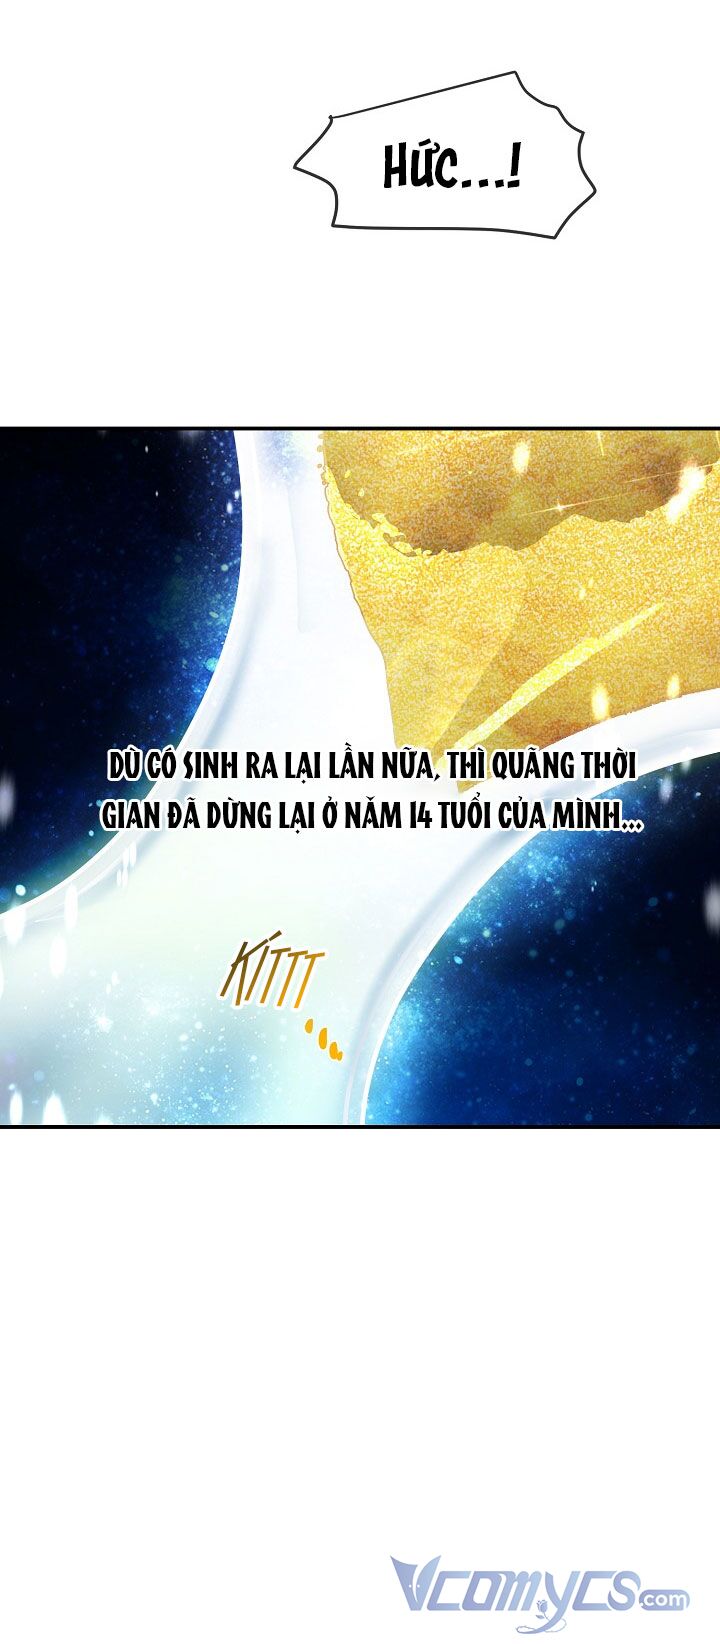 HỨC...!
DÙ CÓ SINH RA LẠI LẦN NỮA, THÌ QUÃNG THỜI
GIAN ĐÃ DỪNG LẠI Ở NĂM 14 TUỔI CỦA MÌNH...
KÍTTT
Vcomycs.com